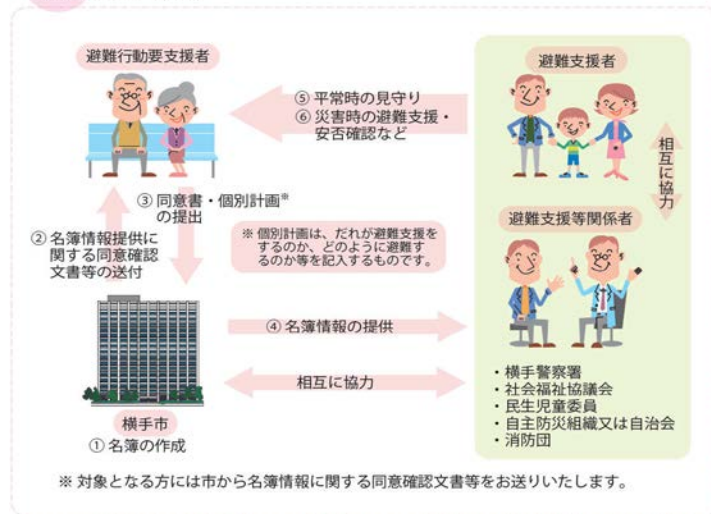 避難行動要支援者
⑤ 平常時の見守り
⑥ 災害時の避難支援・
安否確認など
避難支援者
相互に協力
③ 同意書・個別計画※
の提出
② 名簿情報提供に
関する同意確認
文書等の送付
※ 個別計画は、だれが避難支援を
するのか、どのように避難す
るのか等を記入するものです。
避難支援等関係者
④ 名簿情報の提供
相互に協力
・横手警察署
・社会福祉協議会
・民生児童委員
・自主防災組織又は自治会
・消防団
横手市
① 名簿の作成
※ 対象となる方には市から名簿情報に関する同意確認文書等をお送りいたします。